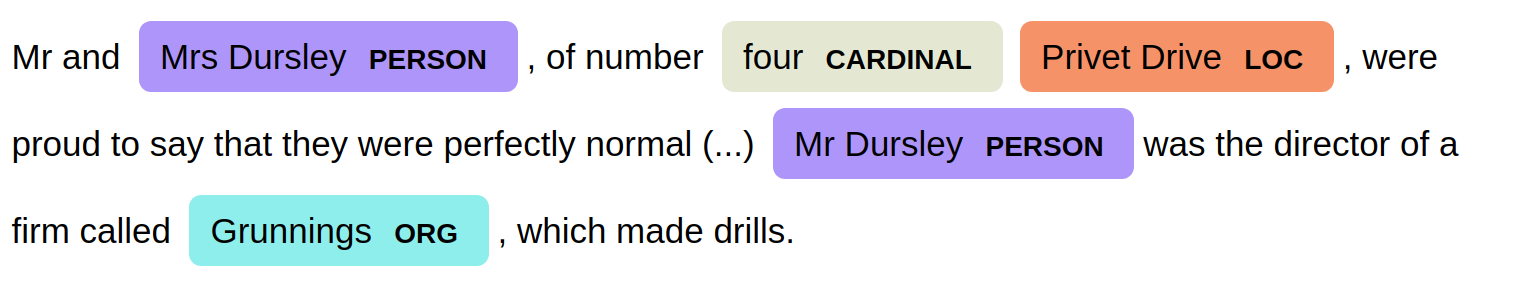 Mr and Mrs Dursley PERSON , of number four CARDINAL Privet Drive LOC , were
proud to say that they were perfectly normal (...) Mr Dursley PERSON was the director of a
firm called Grunnings ORG , which made drills.